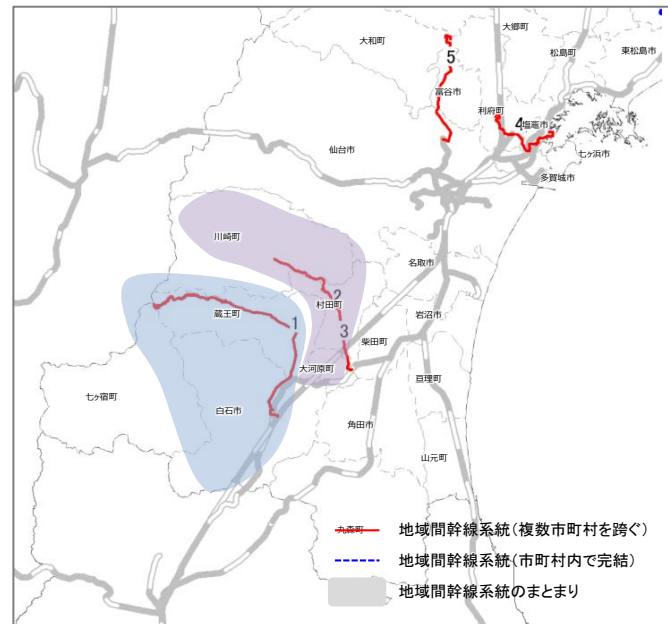 大和町
大郷町
松島町
東松島市
5
富谷市
利府町
4
塩竈市
仙台市
七ヶ浜市
多賀城市
川崎町
名取市
2
村田町
蔵王町
1
岩沼市
3
柴田町
大河原町
亘理町
七ヶ宿町
白石市
角田市
山元町
丸森町
地域間幹線系統(複数市町村を跨ぐ)
地域間幹線系統(市町村内で完結)
地域間幹線系統のまとまり